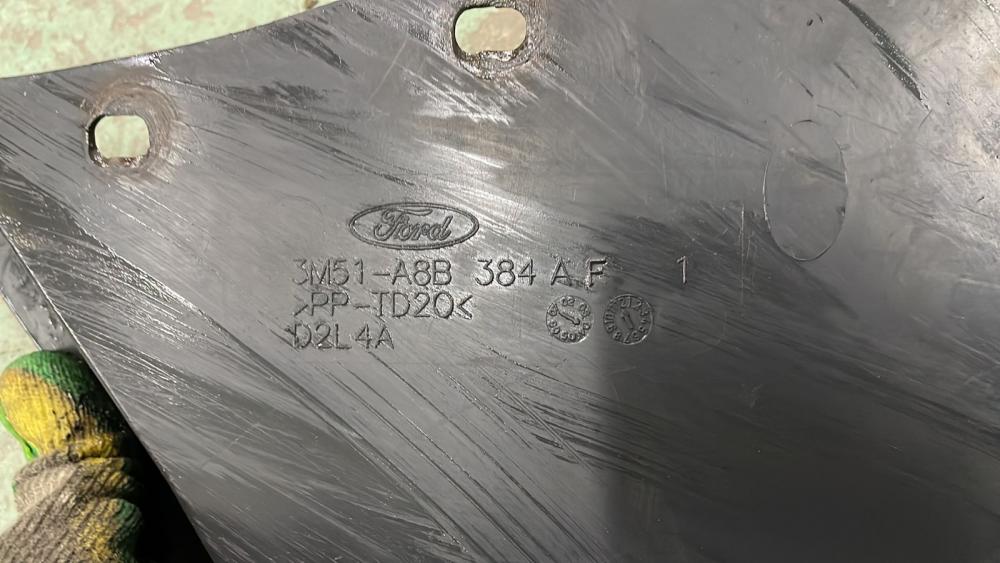 Ford
3M51-A8B 384 A F 1
>PP-TD20<
D2L4A